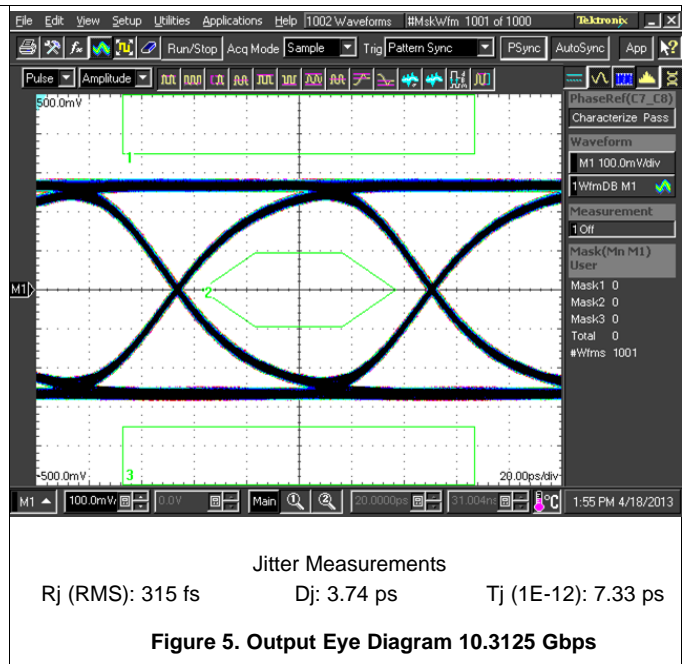 File Edit View Setup Utilities Applications Help 1002 Waveforms #MskWfm 1001 of 1000 Tektronix
Run/Stop Acq Mode Sample Trig Pattern Sync PSync AutoSync App
Pulse Amplitude
500.0mV
PhaseRef(C7_C8)
Characterize Pass
Waveform
M1 100.0mV/div
1 WfmDB M1
Measurement
1 Off
Mask(Mn M1)
User
Mask1 0
Mask2 0
Mask3 0
Total 0
#Wfms 1001
1
2
M1
3
-500.0mV
20.00ps/div
M1 100.0mV/ 0.0V Main 1 2 20.0000ps 31.004ns °C 1:55 PM 4/18/2013
Jitter Measurements
Rj (RMS): 315 fs Dj: 3.74 ps Tj (1E-12): 7.33 ps
Figure 5. Output Eye Diagram 10.3125 Gbps